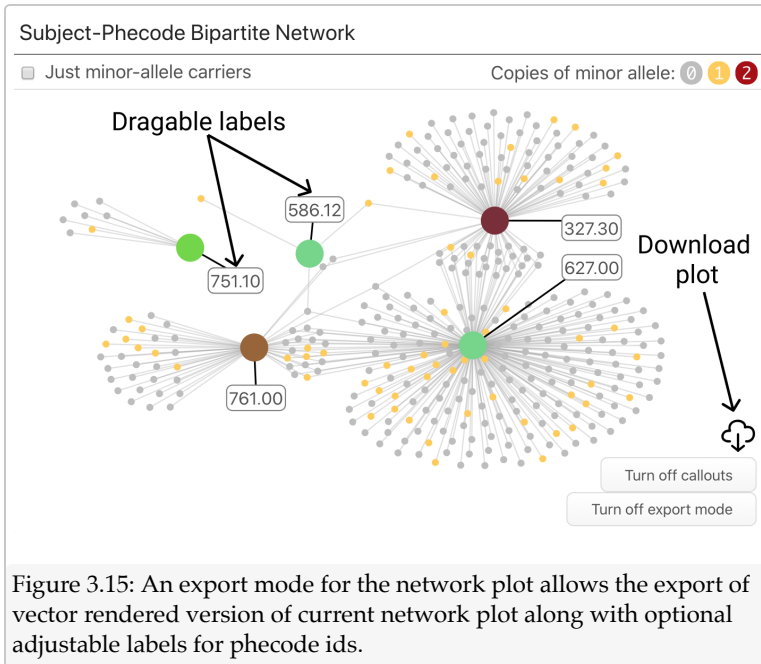 Subject-Phecode Bipartite Network
Just minor-allele carriers
Copies of minor allele: 0 1 2
Dragable labels
586.12
327.30
751.10
627.00
Download
plot
761.00
Turn off callouts
Turn off export mode
Figure 3.15: An export mode for the network plot allows the export of
vector rendered version of current network plot along with optional
adjustable labels for phecode ids.